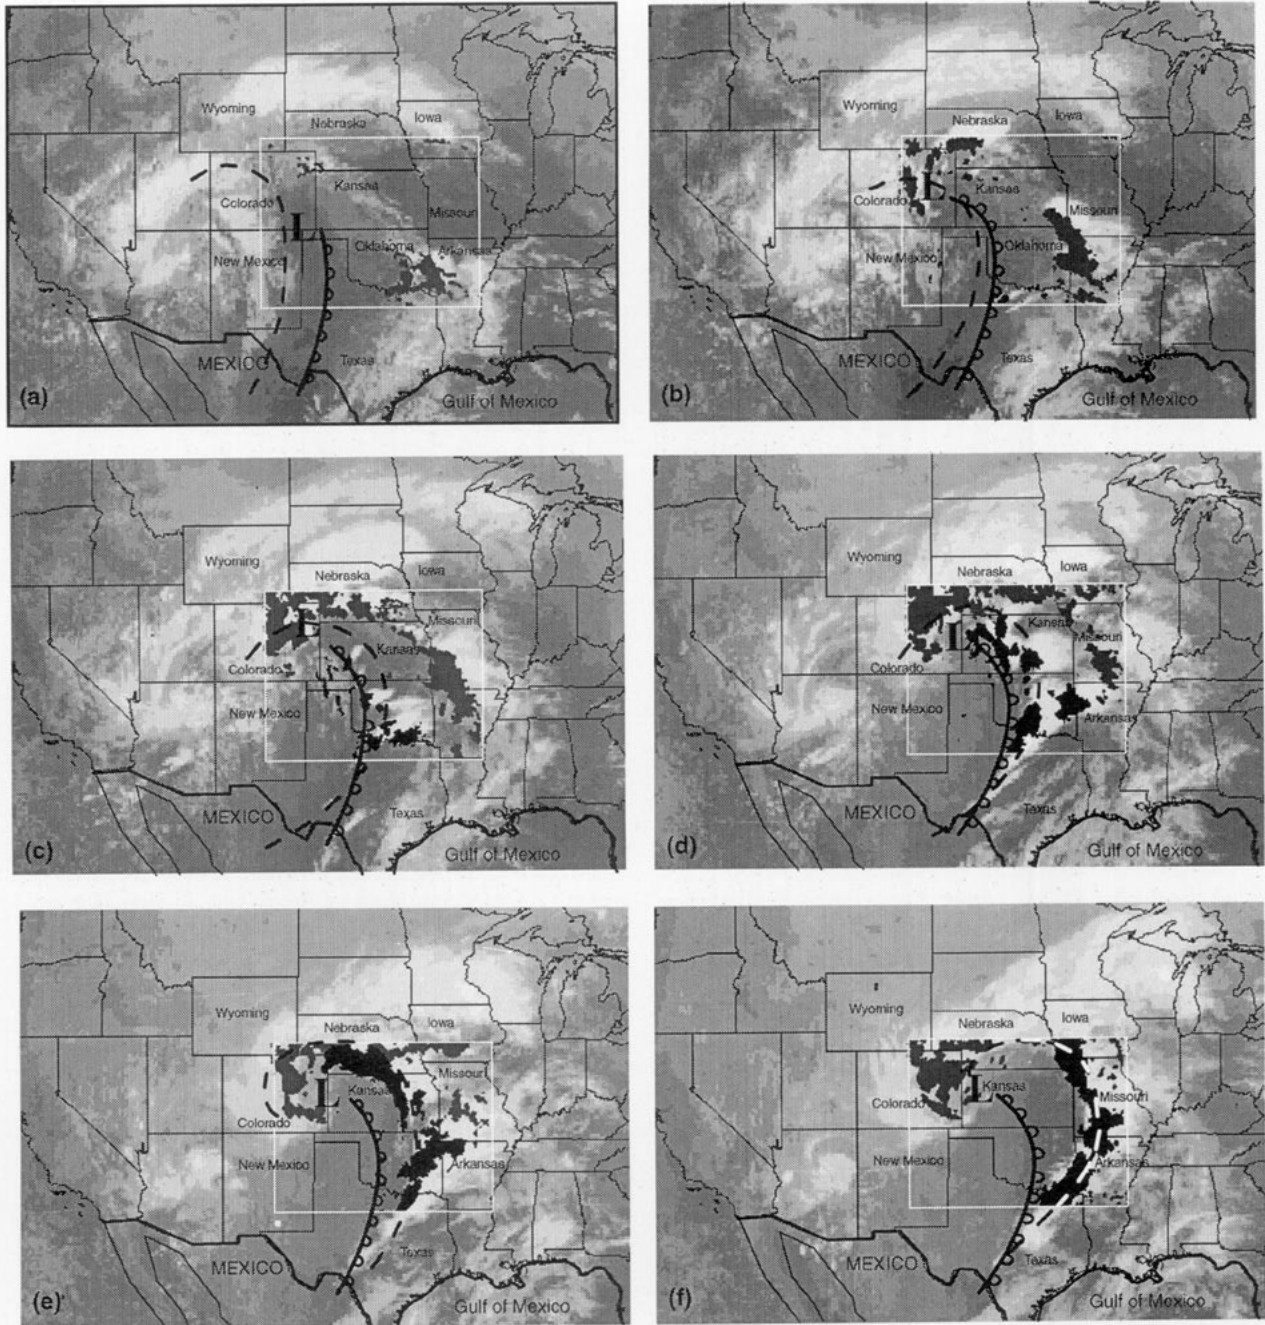 Wyoming
Nebraska
Iowa
Colorado
L
Kansas
Missouri
Oklahoma
Arkansas
New Mexico
MEXICO
Texas
(a)
Gulf of Mexico
Wyoming
Nebraska
Iowa
Colorado
L
Kansas
Missouri
New Mexico
Oklahoma
MEXICO
Texas
(b)
Gulf of Mexico
Wyoming
Nebraska
Iowa
L
Missouri
Colorado
Kansas
New Mexico
MEXICO
Texas
(c)
Gulf of Mexico
Wyoming
Nebraska
Iowa
L
Kansas
Missouri
Colorado
New Mexico
Arkansas
MEXICO
Texas
(d)
Gulf of Mexico
Wyoming
Nebraska
Iowa
Missouri
L
Kansas
Colorado
New Mexico
Arkansas
MEXICO
Texas
(e)
Gulf of Mexico
Wyoming
Nebraska
Iowa
L
Kansas
Missouri
Colorado
New Mexico
Arkansas
MEXICO
Texas
(f)
Gulf of Mexico